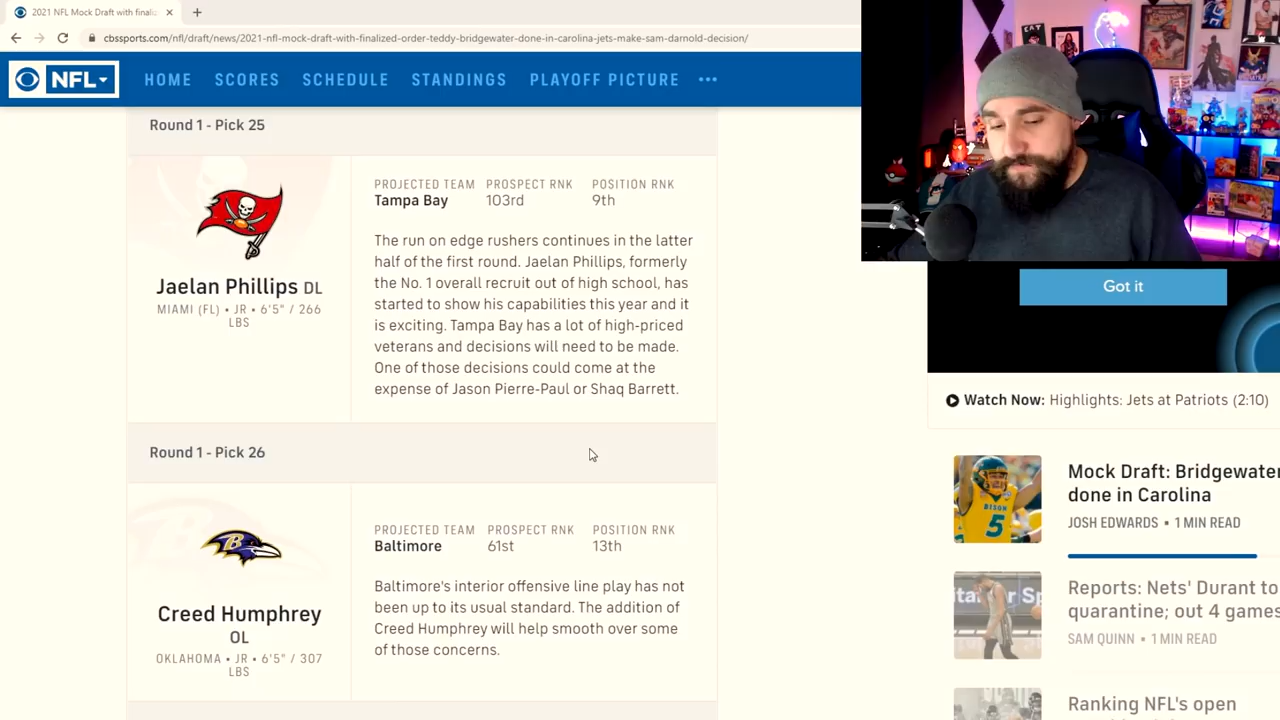 2021 NFL Mock Draft with finaliz
cbssports.com/nfl/draft/news/2021-nfl-mock-draft-with-finalized-order-teddy-bridgewater-done-in-carolina-jets-make-sam-darnold-decision/
NFL HOME SCORES SCHEDULE STANDINGS PLAYOFF PICTURE
Round 1 - Pick 25
Jaelan Phillips DL
MIAMI (FL) • JR • 6'5" / 266
LBS
PROJECTED TEAM PROSPECT RNK POSITION RNK
Tampa Bay 103rd 9th
The run on edge rushers continues in the latter
half of the first round. Jaelan Phillips, formerly
the No. 1 overall recruit out of high school, has
started to show his capabilities this year and it
is exciting. Tampa Bay has a lot of high-priced
veterans and decisions will need to be made.
One of those decisions could come at the
expense of Jason Pierre-Paul or Shaq Barrett.
Round 1 - Pick 26
Creed Humphrey
OL
OKLAHOMA • JR • 6'5" / 307
LBS
PROJECTED TEAM PROSPECT RNK POSITION RNK
Baltimore 61st 13th
Baltimore's interior offensive line play has not
been up to its usual standard. The addition of
Creed Humphrey will help smooth over some
of those concerns.
Got it
Watch Now: Highlights: Jets at Patriots (2:10)
BISON
5
Mock Draft: Bridgewater
done in Carolina
JOSH EDWARDS • 1 MIN READ
Reports: Nets' Durant to
quarantine; out 4 games
SAM QUINN • 1 MIN READ
Ranking NFL's open